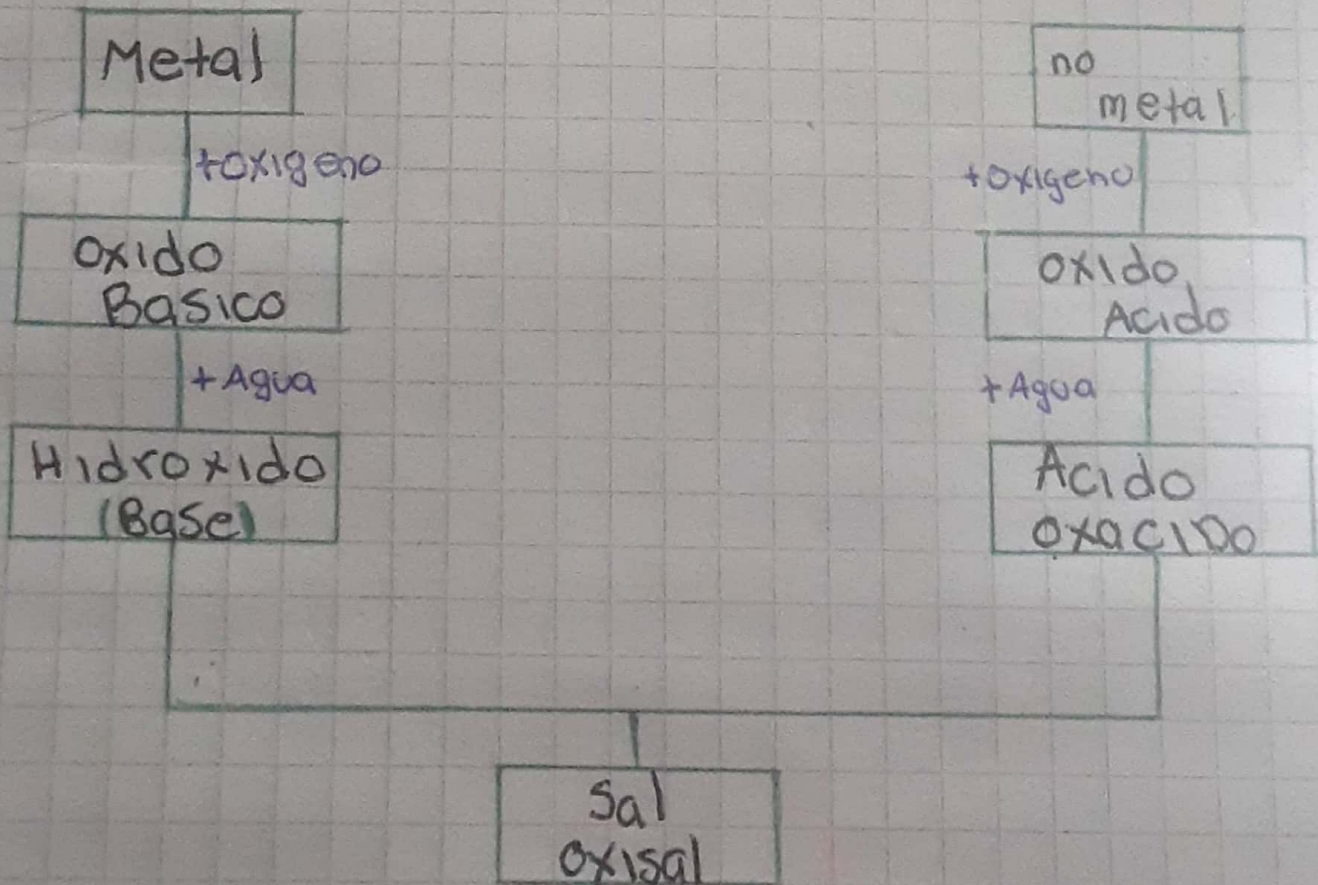 Metal
+oxigeno
Oxido
Basico
+Agua
Hidroxido
(Base)
no
metal
+oxigeno
oxido
Acido
+Agua
Acido
oxaciDo
Sal
oxisal